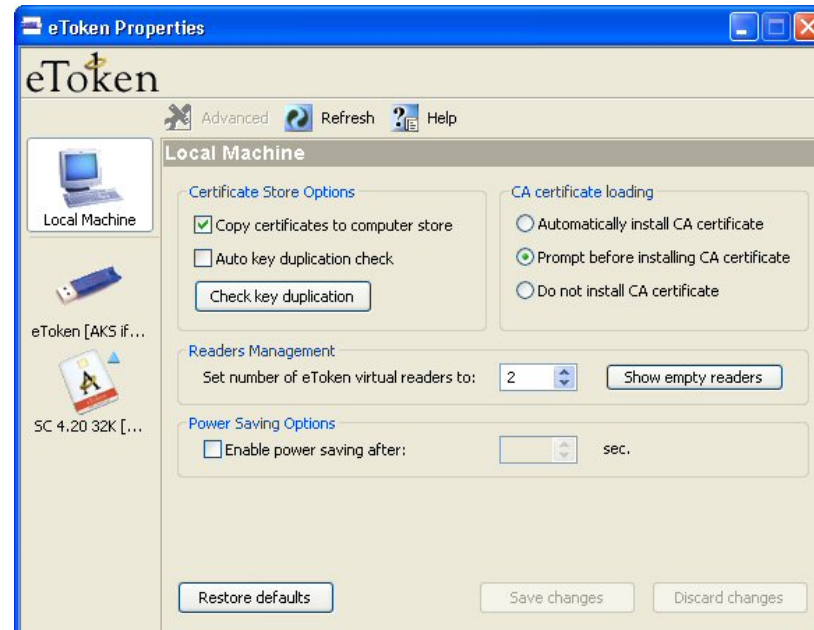 eToken Properties
eToken
Advanced Refresh Help
Local Machine
Local Machine
eToken [AKS if...
SC 4.20 32K [...
Certificate Store Options
Copy certificates to computer store
Auto key duplication check
Check key duplication
CA certificate loading
Automatically install CA certificate
Prompt before installing CA certificate
Do not install CA certificate
Readers Management
Set number of eToken virtual readers to: 2 Show empty readers
Power Saving Options
Enable power saving after: sec.
Restore defaults Save changes Discard changes